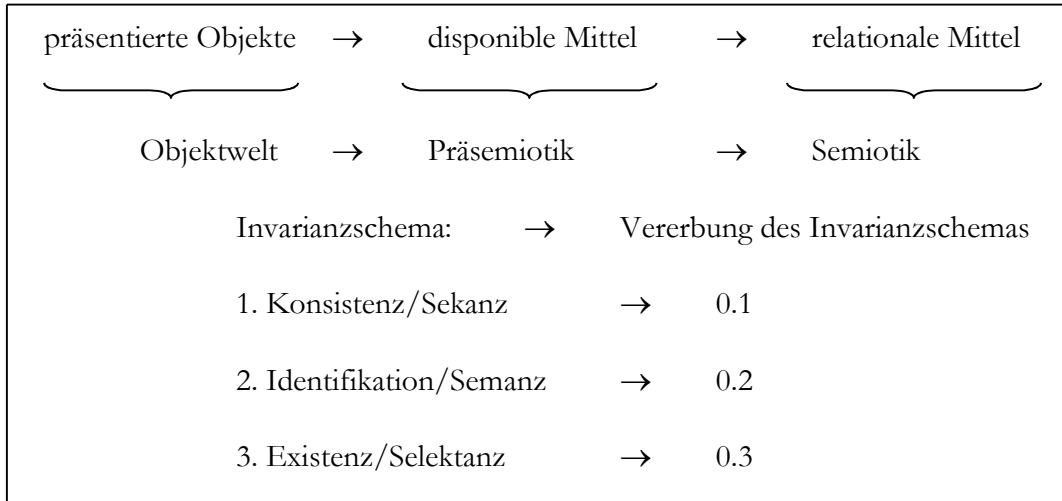 präsentierte Objekte → disponible Mittel → relationale Mittel
Objektwelt → Präsemiotik → Semiotik
Invarianzschema: → Vererbung des Invarianzschemas
1. Konsistenz/Sekanz → 0.1
2. Identifikation/Semanz → 0.2
3. Existenz/Selektanz → 0.3